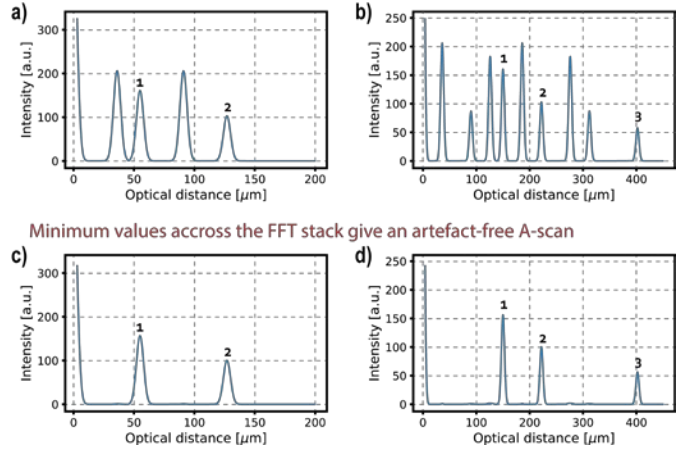 a)
b)
300
200
100
0
Intensity [a.u.]
1
2
0 50 100 150 200
Optical distance [μm]
250
200
150
100
50
0
Intensity [a.u.]
1
2
3
0 100 200 300 400
Optical distance [μm]
Minimum values accross the FFT stack give an artefact-free A-scan
c)
d)
300
200
100
0
Intensity [a.u.]
1
2
0 50 100 150 200
Optical distance [μm]
250
200
150
100
50
0
Intensity [a.u.]
1
2
3
0 100 200 300 400
Optical distance [μm]